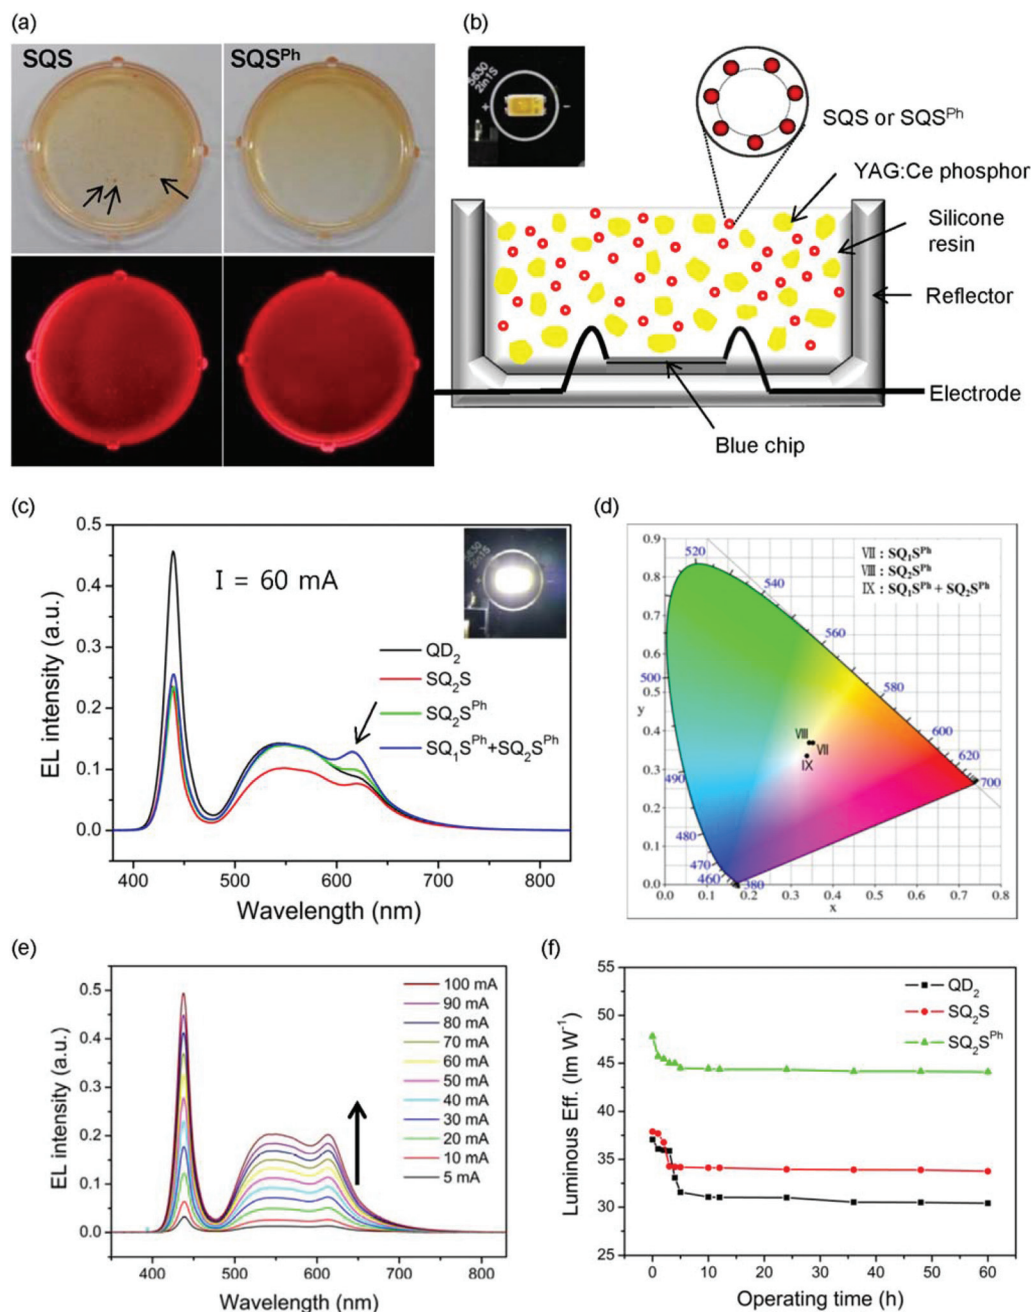 (a)
SQS
SQS^Ph
(b)
5630
2in1S
+
-
SQS or SQS^Ph
YAG:Ce phosphor
Silicone
resin
Reflector
Electrode
Blue chip
(c)
I = 60 mA
QD₂
SQ₂S
SQ₂S^Ph
SQ₁S^Ph+SQ₂S^Ph
EL intensity (a.u.)
0.5
0.4
0.3
0.2
0.1
0.0
400 500 600 700 800
Wavelength (nm)
(d)
VII : SQ₁S^Ph
VIII : SQ₂S^Ph
IX : SQ₁S^Ph + SQ₂S^Ph
0.9
0.8
0.7
0.6
0.5
y
0.4
0.3
0.2
0.1
0.0
520
540
560
580
600
620
700
500
490
480
470
460
380
VIII
VII
IX
0.0 0.1 0.2 0.3 0.4 0.5 0.6 0.7 0.8
x
(e)
EL intensity (a.u.)
0.5
0.4
0.3
0.2
0.1
0.0
100 mA
90 mA
80 mA
70 mA
60 mA
50 mA
40 mA
30 mA
20 mA
10 mA
5 mA
400 500 600 700 800
Wavelength (nm)
(f)
Luminous Eff. (lm W⁻¹)
55
50
45
40
35
30
25
QD₂
SQ₂S
SQ₂S^Ph
0 10 20 30 40 50 60
Operating time (h)